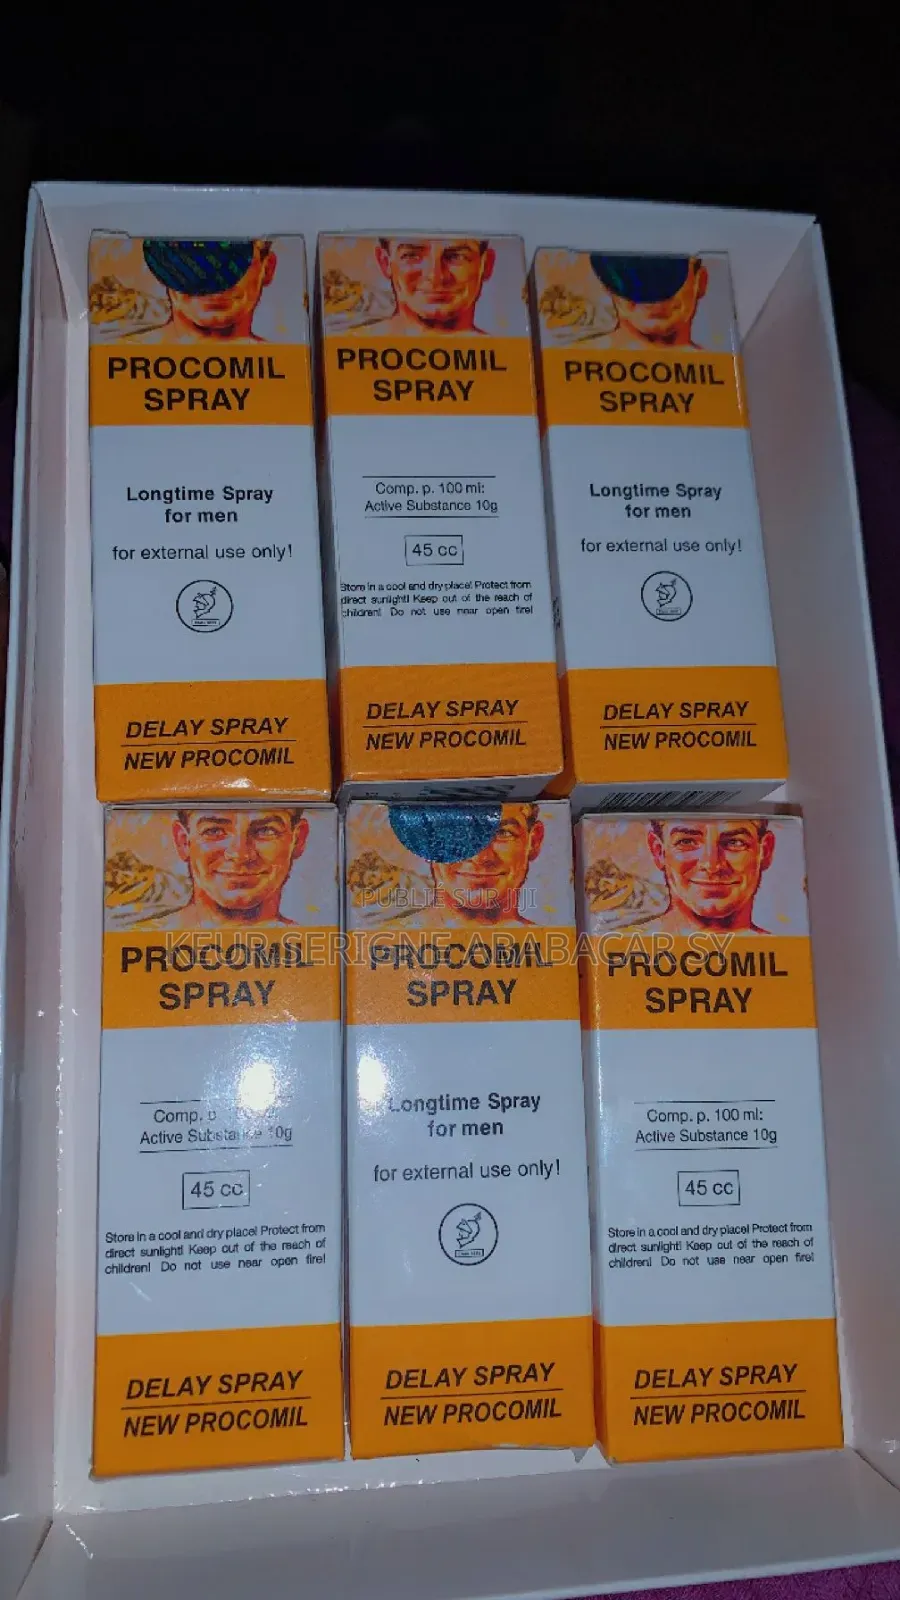 PROCOMIL
SPRAY
Longtime Spray
for men
for external use only!
DELAY SPRAY
NEW PROCOMIL
PROCOMIL
SPRAY
Comp. p. 100 ml:
Active Substance 10g
45 cc
Store in a cool and dry place! Protect from
direct sunlight! Keep out of the reach of
children! Do not use near open fire!
DELAY SPRAY
NEW PROCOMIL
PROCOMIL
SPRAY
Longtime Spray
for men
for external use only!
DELAY SPRAY
NEW PROCOMIL
PUBLIÉ SUR JIJI
KEUR SERIGNE ABABACAR SY
PROCOMIL
SPRAY
Comp.
Active Substance 10g
45 cc
Store in a cool and dry place! Protect from
direct sunlight! Keep out of the reach of
children! Do not use near open fire!
DELAY SPRAY
NEW PROCOMIL
PROCOMIL
SPRAY
Longtime Spray
for men
for external use only!
DELAY SPRAY
NEW PROCOMIL
PROCOMIL
SPRAY
Comp. p. 100 ml:
Active Substance 10g
45 cc
Store in a cool and dry place! Protect from
direct sunlight! Keep out of the reach of
children! Do not use near open fire!
DELAY SPRAY
NEW PROCOMIL